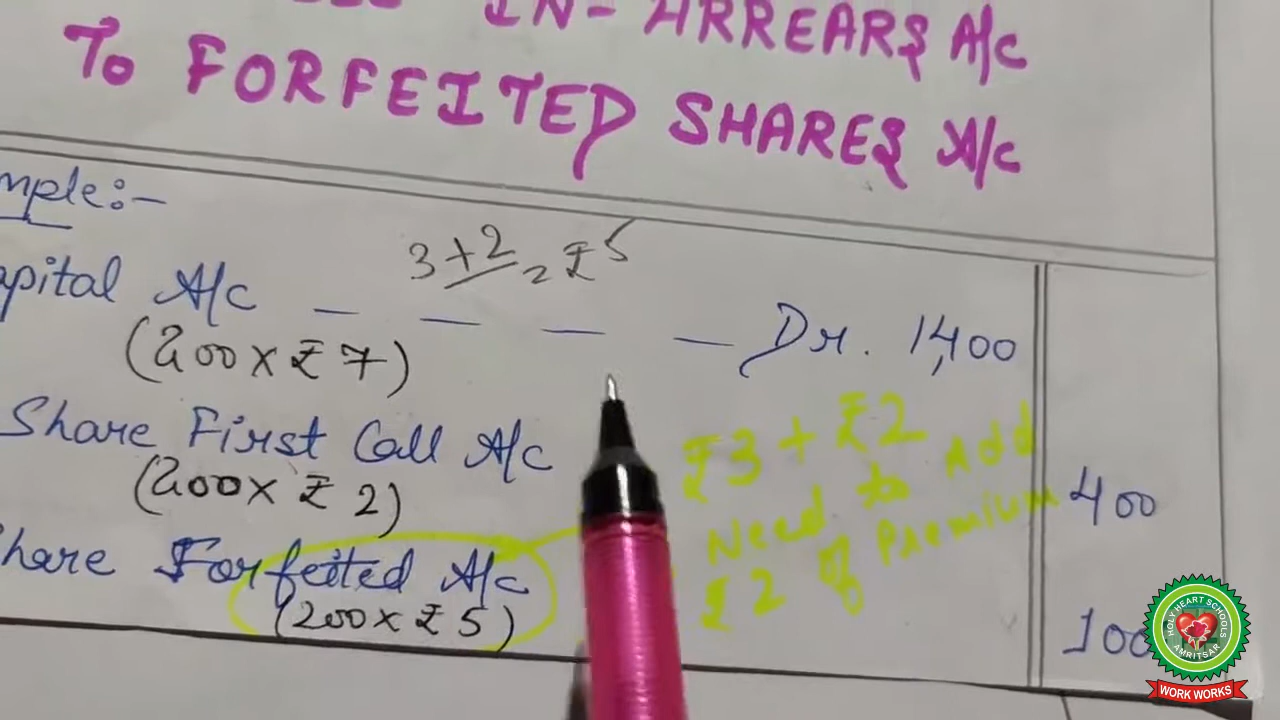 IN-ARREARS A/c
To FORFEITED SHARES A/c
mple:-
3+2 = ₹5
apital A/c — — — — Dr. 1,400
(200 x ₹ 7)
Share First Call A/c 400
(200 x ₹ 2)
₹3 + ₹2
Need to Add
₹2 of Premium
hare Forfeited A/c 100
(200 x ₹ 5)
HOLY HEART SCHOOLS
AMRITSAR
WORK WORKS